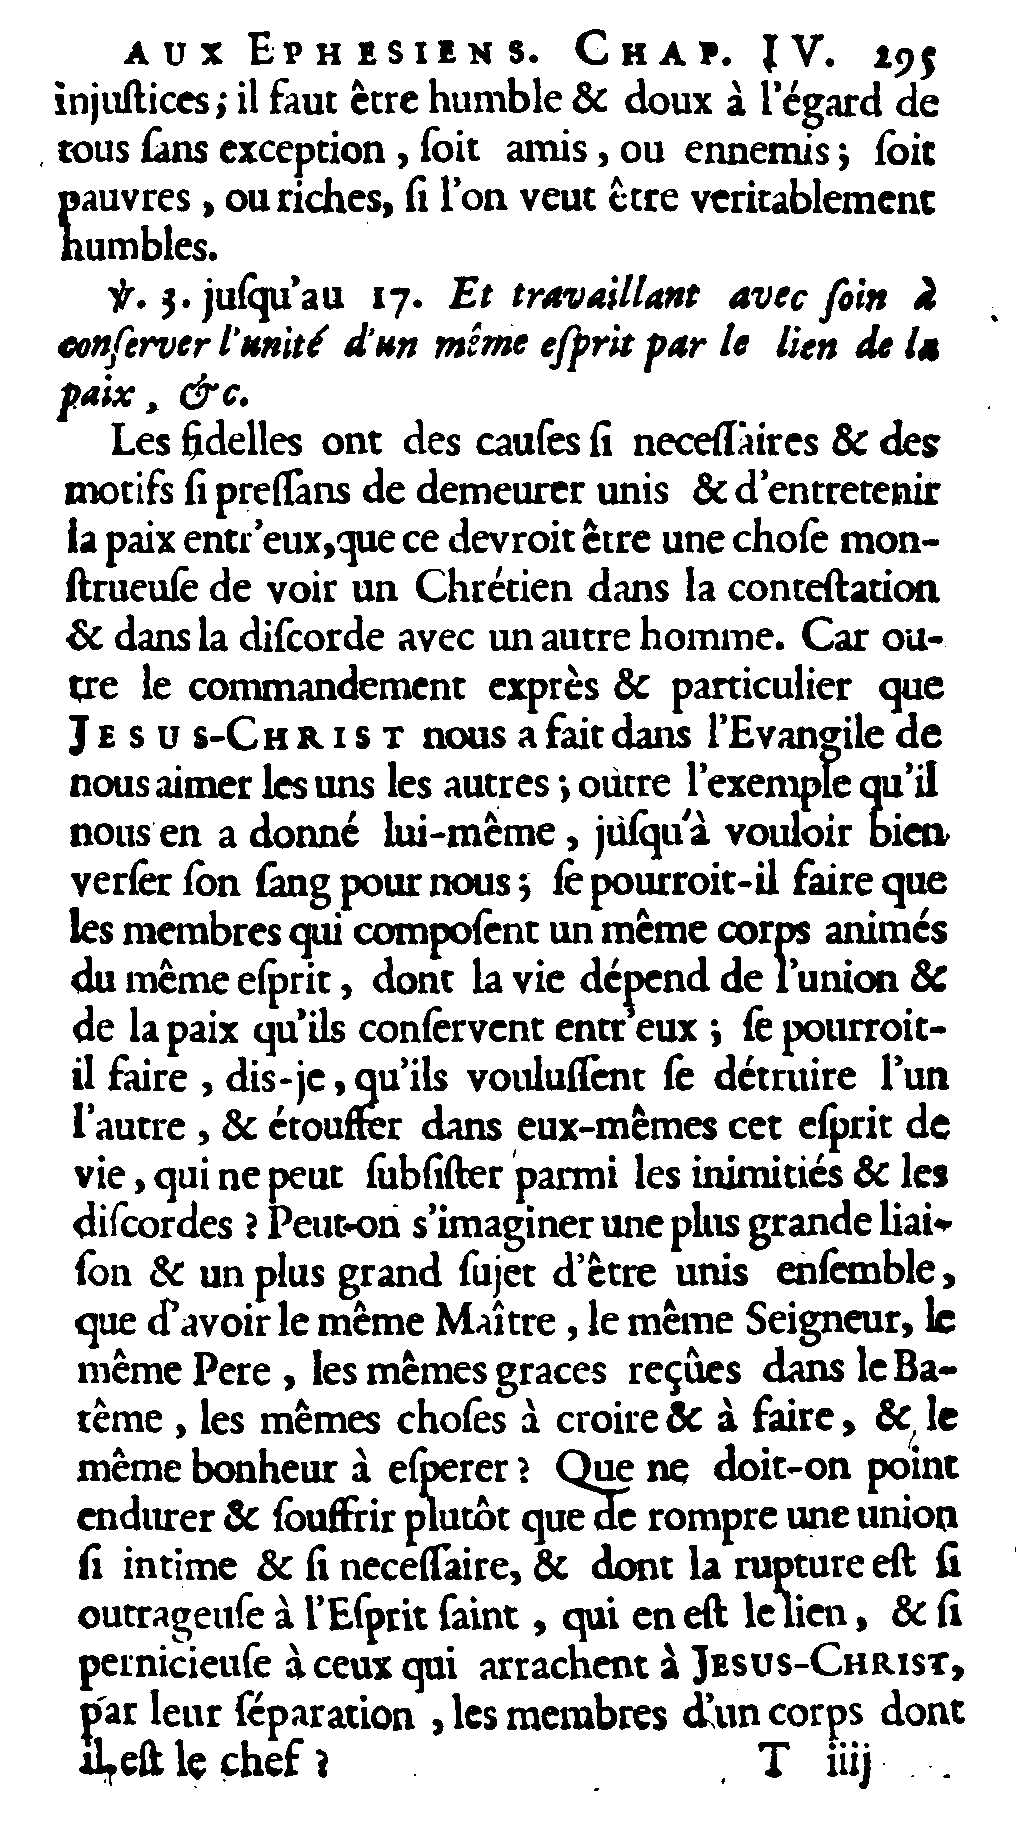 AUX EPHESIENS. CHAP. IV. 295
injuſtices; il faut être humble & doux à l'égard de
tous ſans exception, ſoit amis, ou ennemis; ſoit
pauvres, ou riches, ſi l'on veut être veritablement
humbles.
℣. 3. juſqu'au 17. Et travaillant avec ſoin à
conſerver l'unité d'un même eſprit par le lien de la
paix, &c.
Les fidelles ont des cauſes ſi neceſſaires & des
motifs ſi preſſans de demeurer unis & d'entretenir
la paix entr'eux, que ce devroit être une choſe mon-
ſtrueuſe de voir un Chrétien dans la conteſtation
& dans la diſcorde avec un autre homme. Car ou-
tre le commandement exprès & particulier que
JESUS-CHRIST nous a fait dans l'Evangile de
nous aimer les uns les autres; outre l'exemple qu'il
nous en a donné lui-même, juſqu'à vouloir bien
verſer ſon ſang pour nous; ſe pourroit-il faire que
les membres qui compoſent un même corps animés
du même eſprit, dont la vie dépend de l'union &
de la paix qu'ils conſervent entr'eux; ſe pourroit-
il faire, dis-je, qu'ils vouluſſent ſe détruire l'un
l'autre, & étouffer dans eux-mêmes cet eſprit de
vie, qui ne peut ſubſiſter parmi les inimitiés & les
diſcordes? Peut-on s'imaginer une plus grande liai-
ſon & un plus grand ſujet d'être unis enſemble,
que d'avoir le même Maître, le même Seigneur, le
même Pere, les mêmes graces reçûes dans le Ba-
tême, les mêmes choſes à croire & à faire, & le
même bonheur à eſperer? Que ne doit-on point
endurer & ſouffrir plutôt que de rompre une union
ſi intime & ſi neceſſaire, & dont la rupture eſt ſi
outrageuſe à l'Eſprit ſaint, qui en eſt le lien, & ſi
pernicieuſe à ceux qui arrachent à JESUS-CHRIST,
par leur ſéparation, les membres d'un corps dont
il eſt le chef?
T iiij